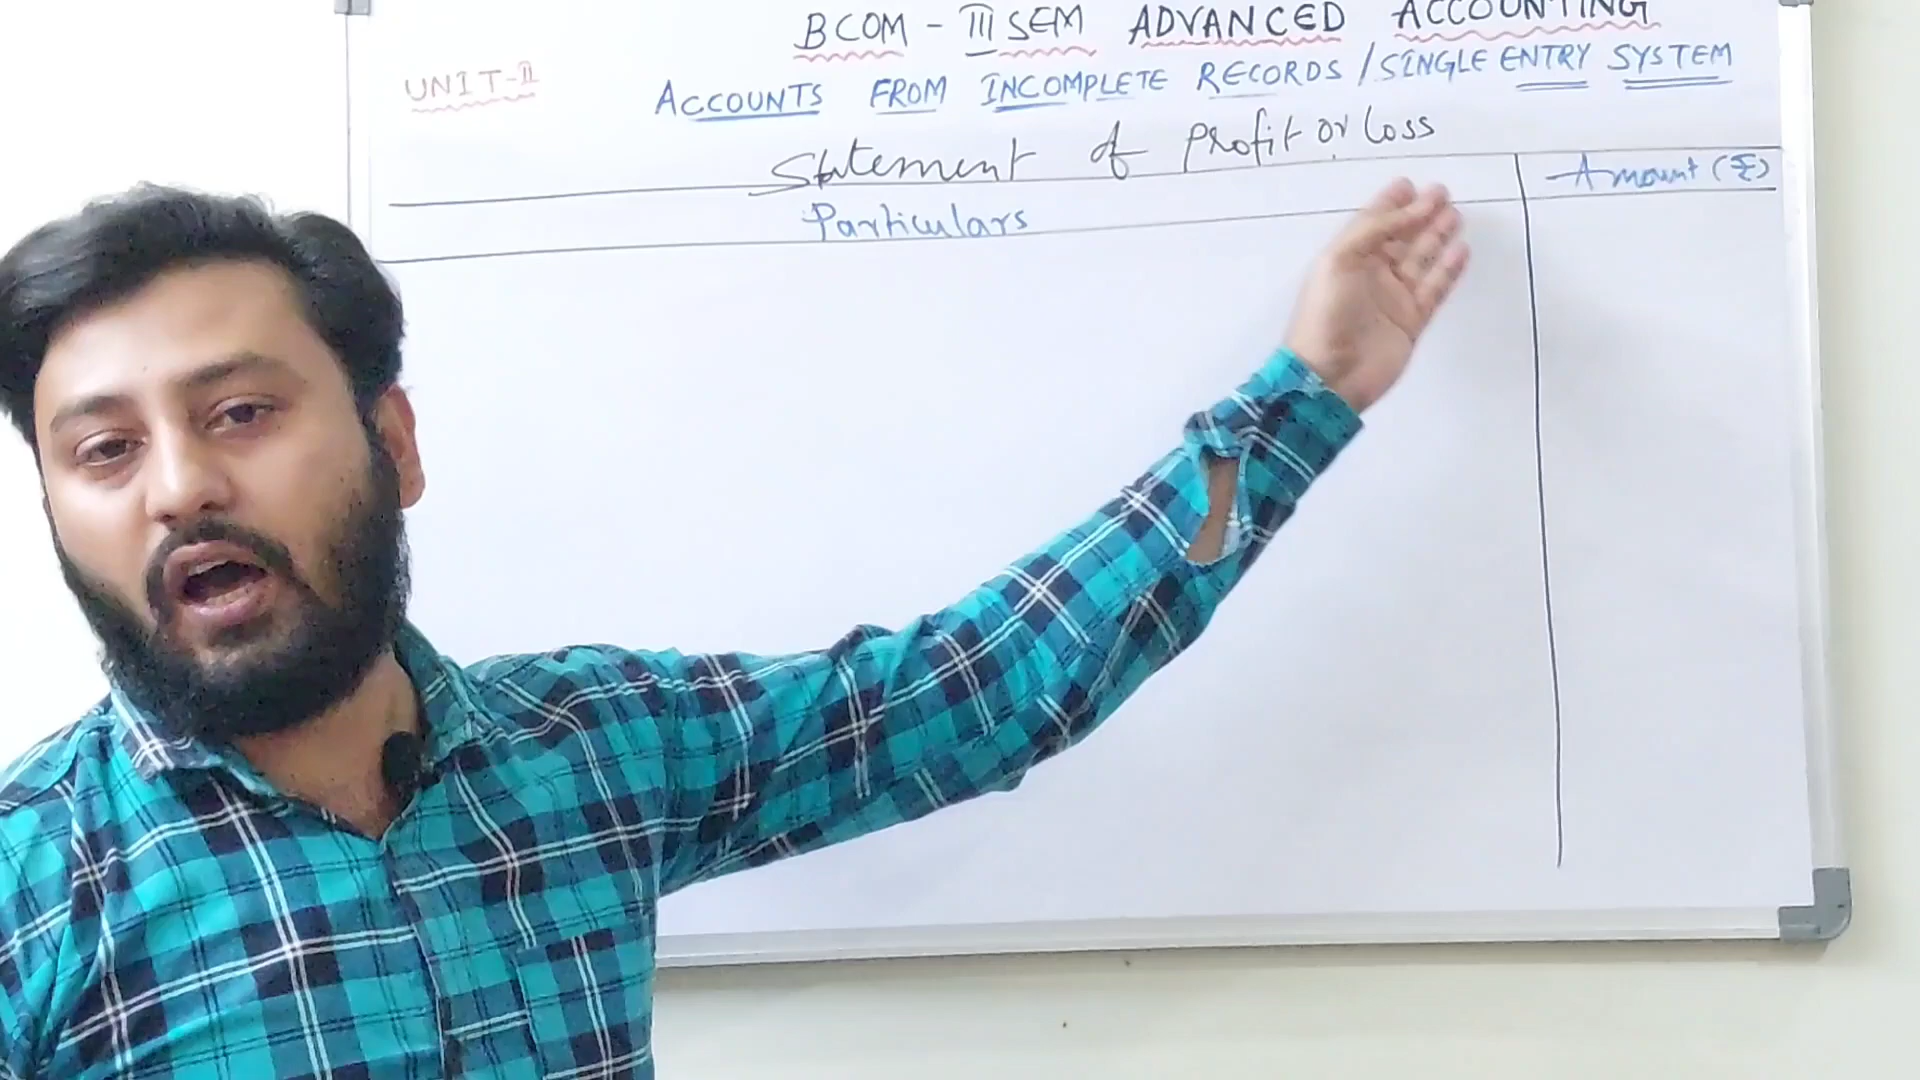 BCOM - III SEM ADVANCED ACCOUNTING
UNIT-II
ACCOUNTS FROM INCOMPLETE RECORDS / SINGLE ENTRY SYSTEM
Statement of Profit or Loss
Particulars
Amount (₹)